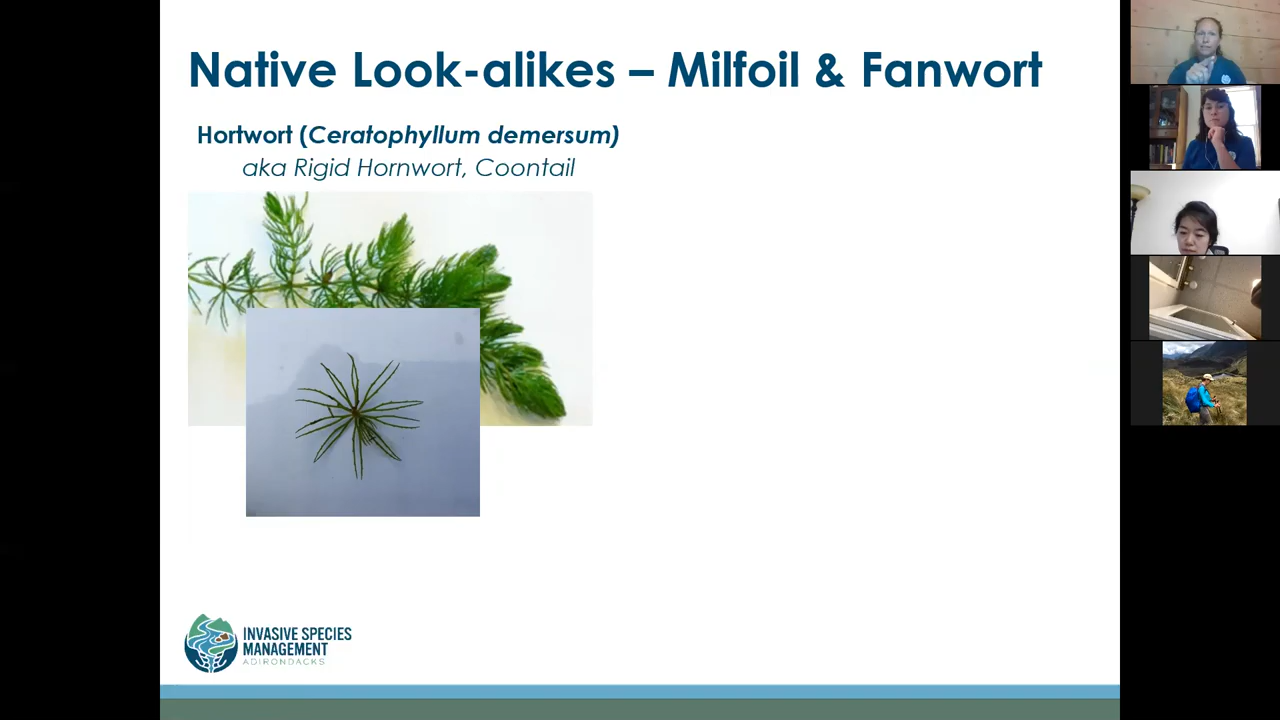 Native Look-alikes – Milfoil & Fanwort
Hortwort (Ceratophyllum demersum)
aka Rigid Hornwort, Coontail
INVASIVE SPECIES
MANAGEMENT
ADIRONDACKS